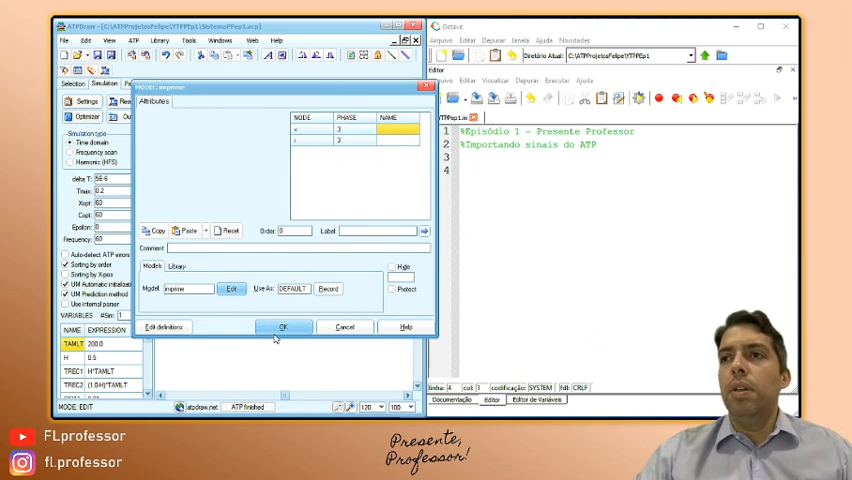 ATPDraw - [C:\ATPProjetosFelipe\YTPPEp1\SistemaPPep1.acp]
File Edit View ATP Library Tools Windows Web Help
Selection Simulation
Settings
Optimizer
Simulation type
Time domain
Frequency scan
Harmonic (HFS)
delta T: 5E-6
Tmax: 0.2
Xopt: 60
Copt: 60
Epsilon: 0
Frequency: 60
Auto-detect ATP errors
Sorting by order
Sorting by X-pos
UM Automatic initializati
UM Prediction method
Use internal parser
VARIABLES #Sim: 1
NAME EXPRESSION
TAMLT 200.0
H 0.5
TREC1 H*TAMLT
TREC2 (1.0-H)*TAMLT
MODE: EDIT
atpdraw.net ATP finished 120 100
MODEL: imprime
Attributes
NODE PHASE NAME
v 3
i 3
Copy Paste Reset Order: 0 Label:
Comment:
Models Library
Model imprime Edit Use As: DEFAULT Record
High
Protect
Edit definitions OK Cancel Help
Octave
Arquivo Editar Depurar Janela Ajuda Novidades
Diretório Atual: C:\ATPProjetosFelipe\YTPPEp1
Editor
Arquivo Editar Visualizar Depurar Executar Ajuda
YTPPEp1.m
1 %Episódio 1 - Presente Professor
2 %Importando sinais do ATP
3
4
linha: 4 col: 1 codificação: SYSTEM fdl: CRLF
Documentação Editor Editor de Variáveis
FLprofessor
fl.professor
Presente,
Professor!